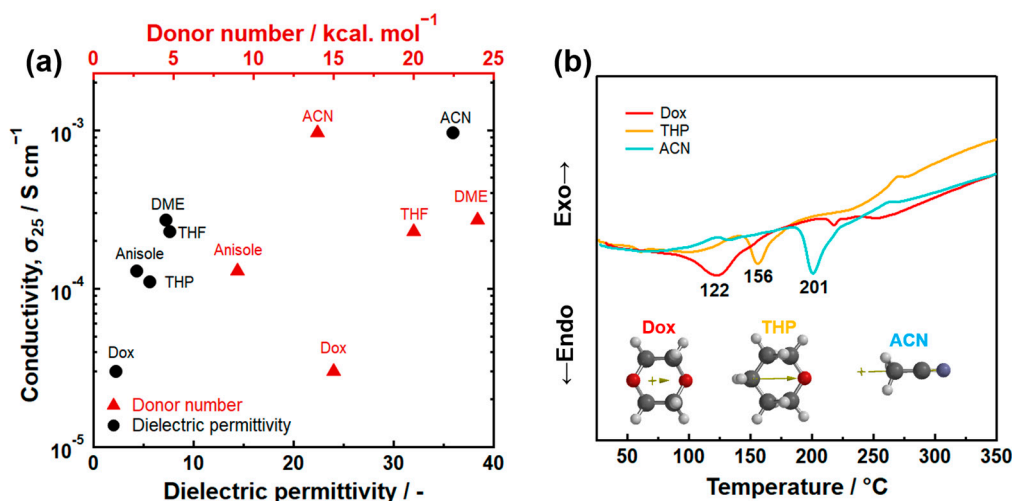 (a)
Donor number / kcal. mol⁻¹
0 5 10 15 20 25
Conductivity, σ₂₅ / S cm⁻¹
10⁻³
10⁻⁴
10⁻⁵
ACN
ACN
DME
DME
THF
THF
Anisole
Anisole
THP
Dox
Dox
Donor number
Dielectric permittivity
0 10 20 30 40
Dielectric permittivity / -
(b)
Dox
THP
ACN
←Endo Exo→
122
156
201
Dox
THP
ACN
+
+
50 100 150 200 250 300 350
Temperature / °C